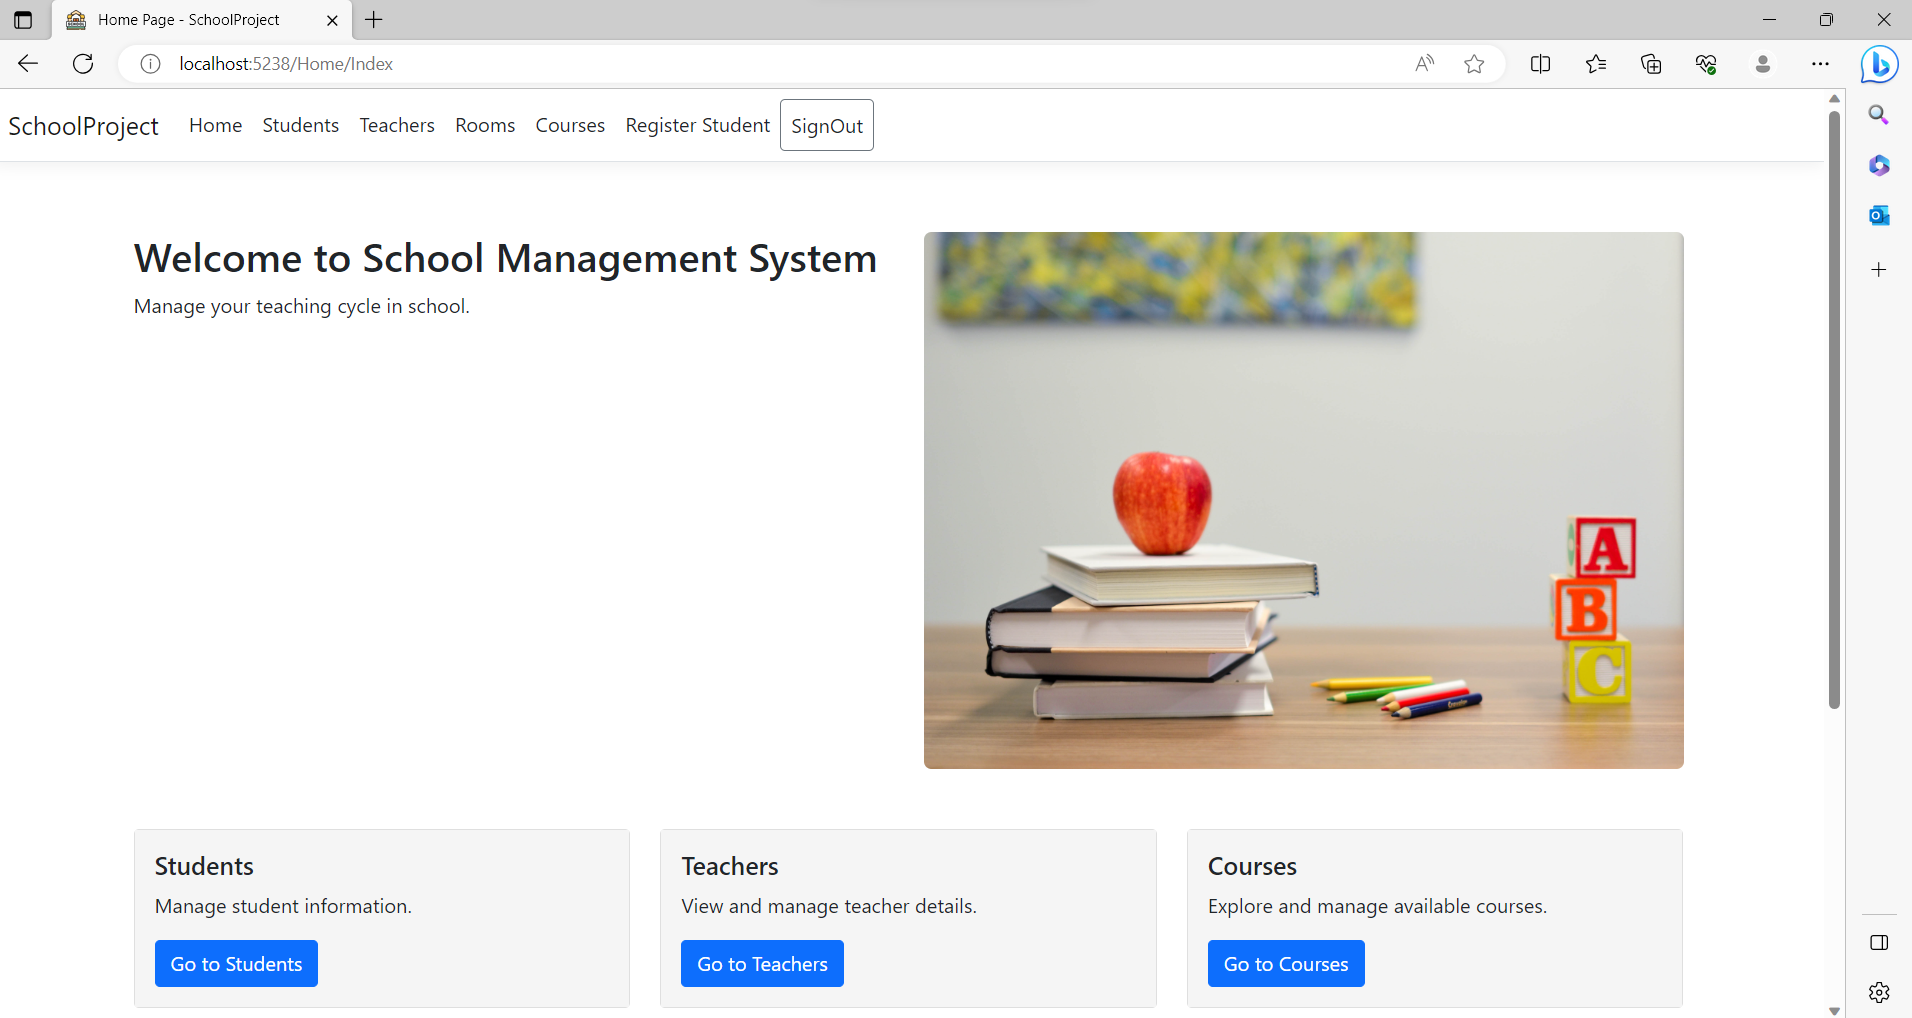 Home Page - SchoolProject
localhost:5238/Home/Index
SchoolProject Home Students Teachers Rooms Courses Register Student SignOut
Welcome to School Management System
Manage your teaching cycle in school.
A
B
C
Students
Manage student information.
Go to Students
Teachers
View and manage teacher details.
Go to Teachers
Courses
Explore and manage available courses.
Go to Courses